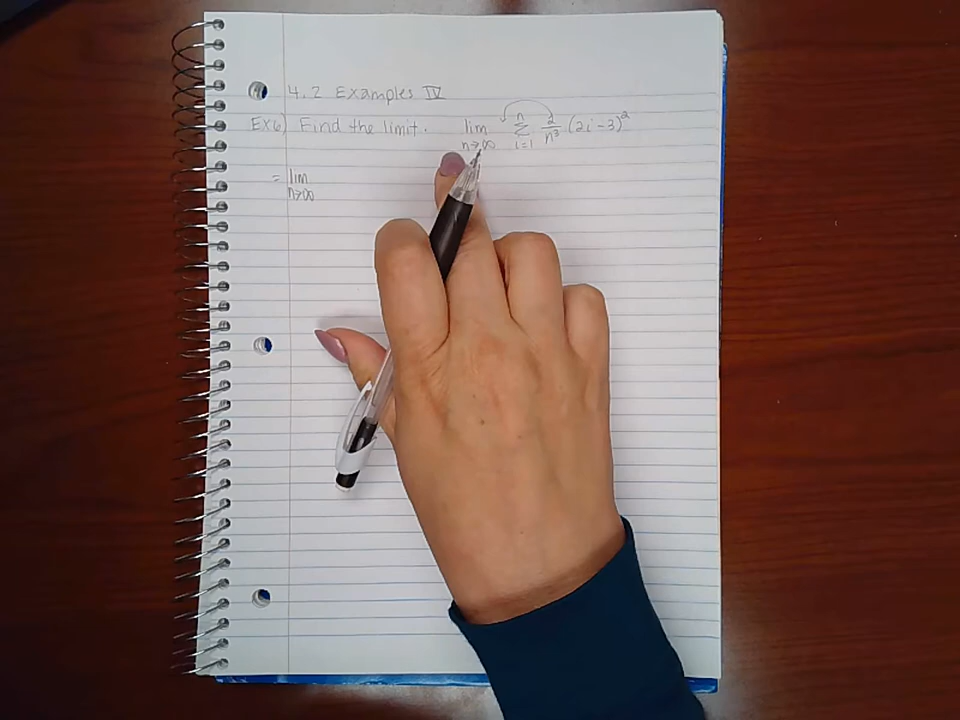 4.2 Examples IV
Ex6) Find the limit. lim n→∞ n Σ i=1 2/n³ (2i-3)²
= lim n→∞